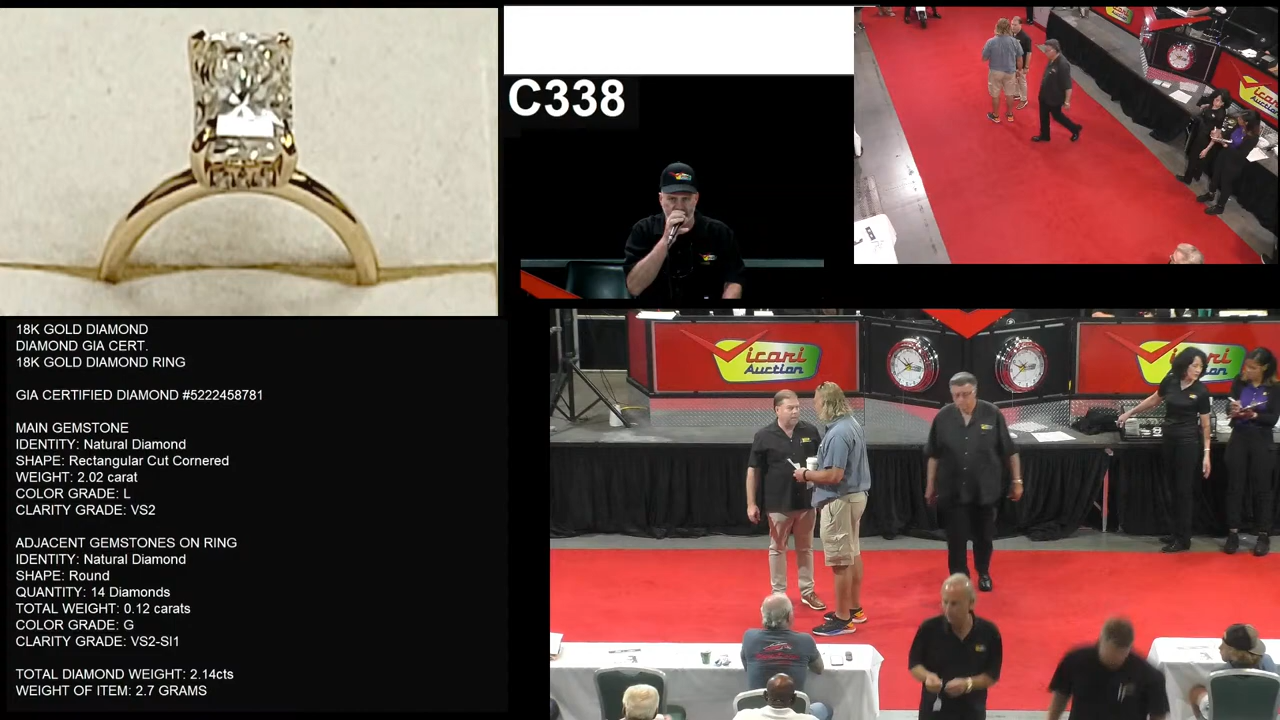 C338
18K GOLD DIAMOND
DIAMOND GIA CERT.
18K GOLD DIAMOND RING
GIA CERTIFIED DIAMOND #5222458781
MAIN GEMSTONE
IDENTITY: Natural Diamond
SHAPE: Rectangular Cut Cornered
WEIGHT: 2.02 carat
COLOR GRADE: L
CLARITY GRADE: VS2
ADJACENT GEMSTONES ON RING
IDENTITY: Natural Diamond
SHAPE: Round
QUANTITY: 14 Diamonds
TOTAL WEIGHT: 0.12 carats
COLOR GRADE: G
CLARITY GRADE: VS2-SI1
TOTAL DIAMOND WEIGHT: 2.14cts
WEIGHT OF ITEM: 2.7 GRAMS
Vicari
Auction
Vicari
Auction
Vicari
Auction